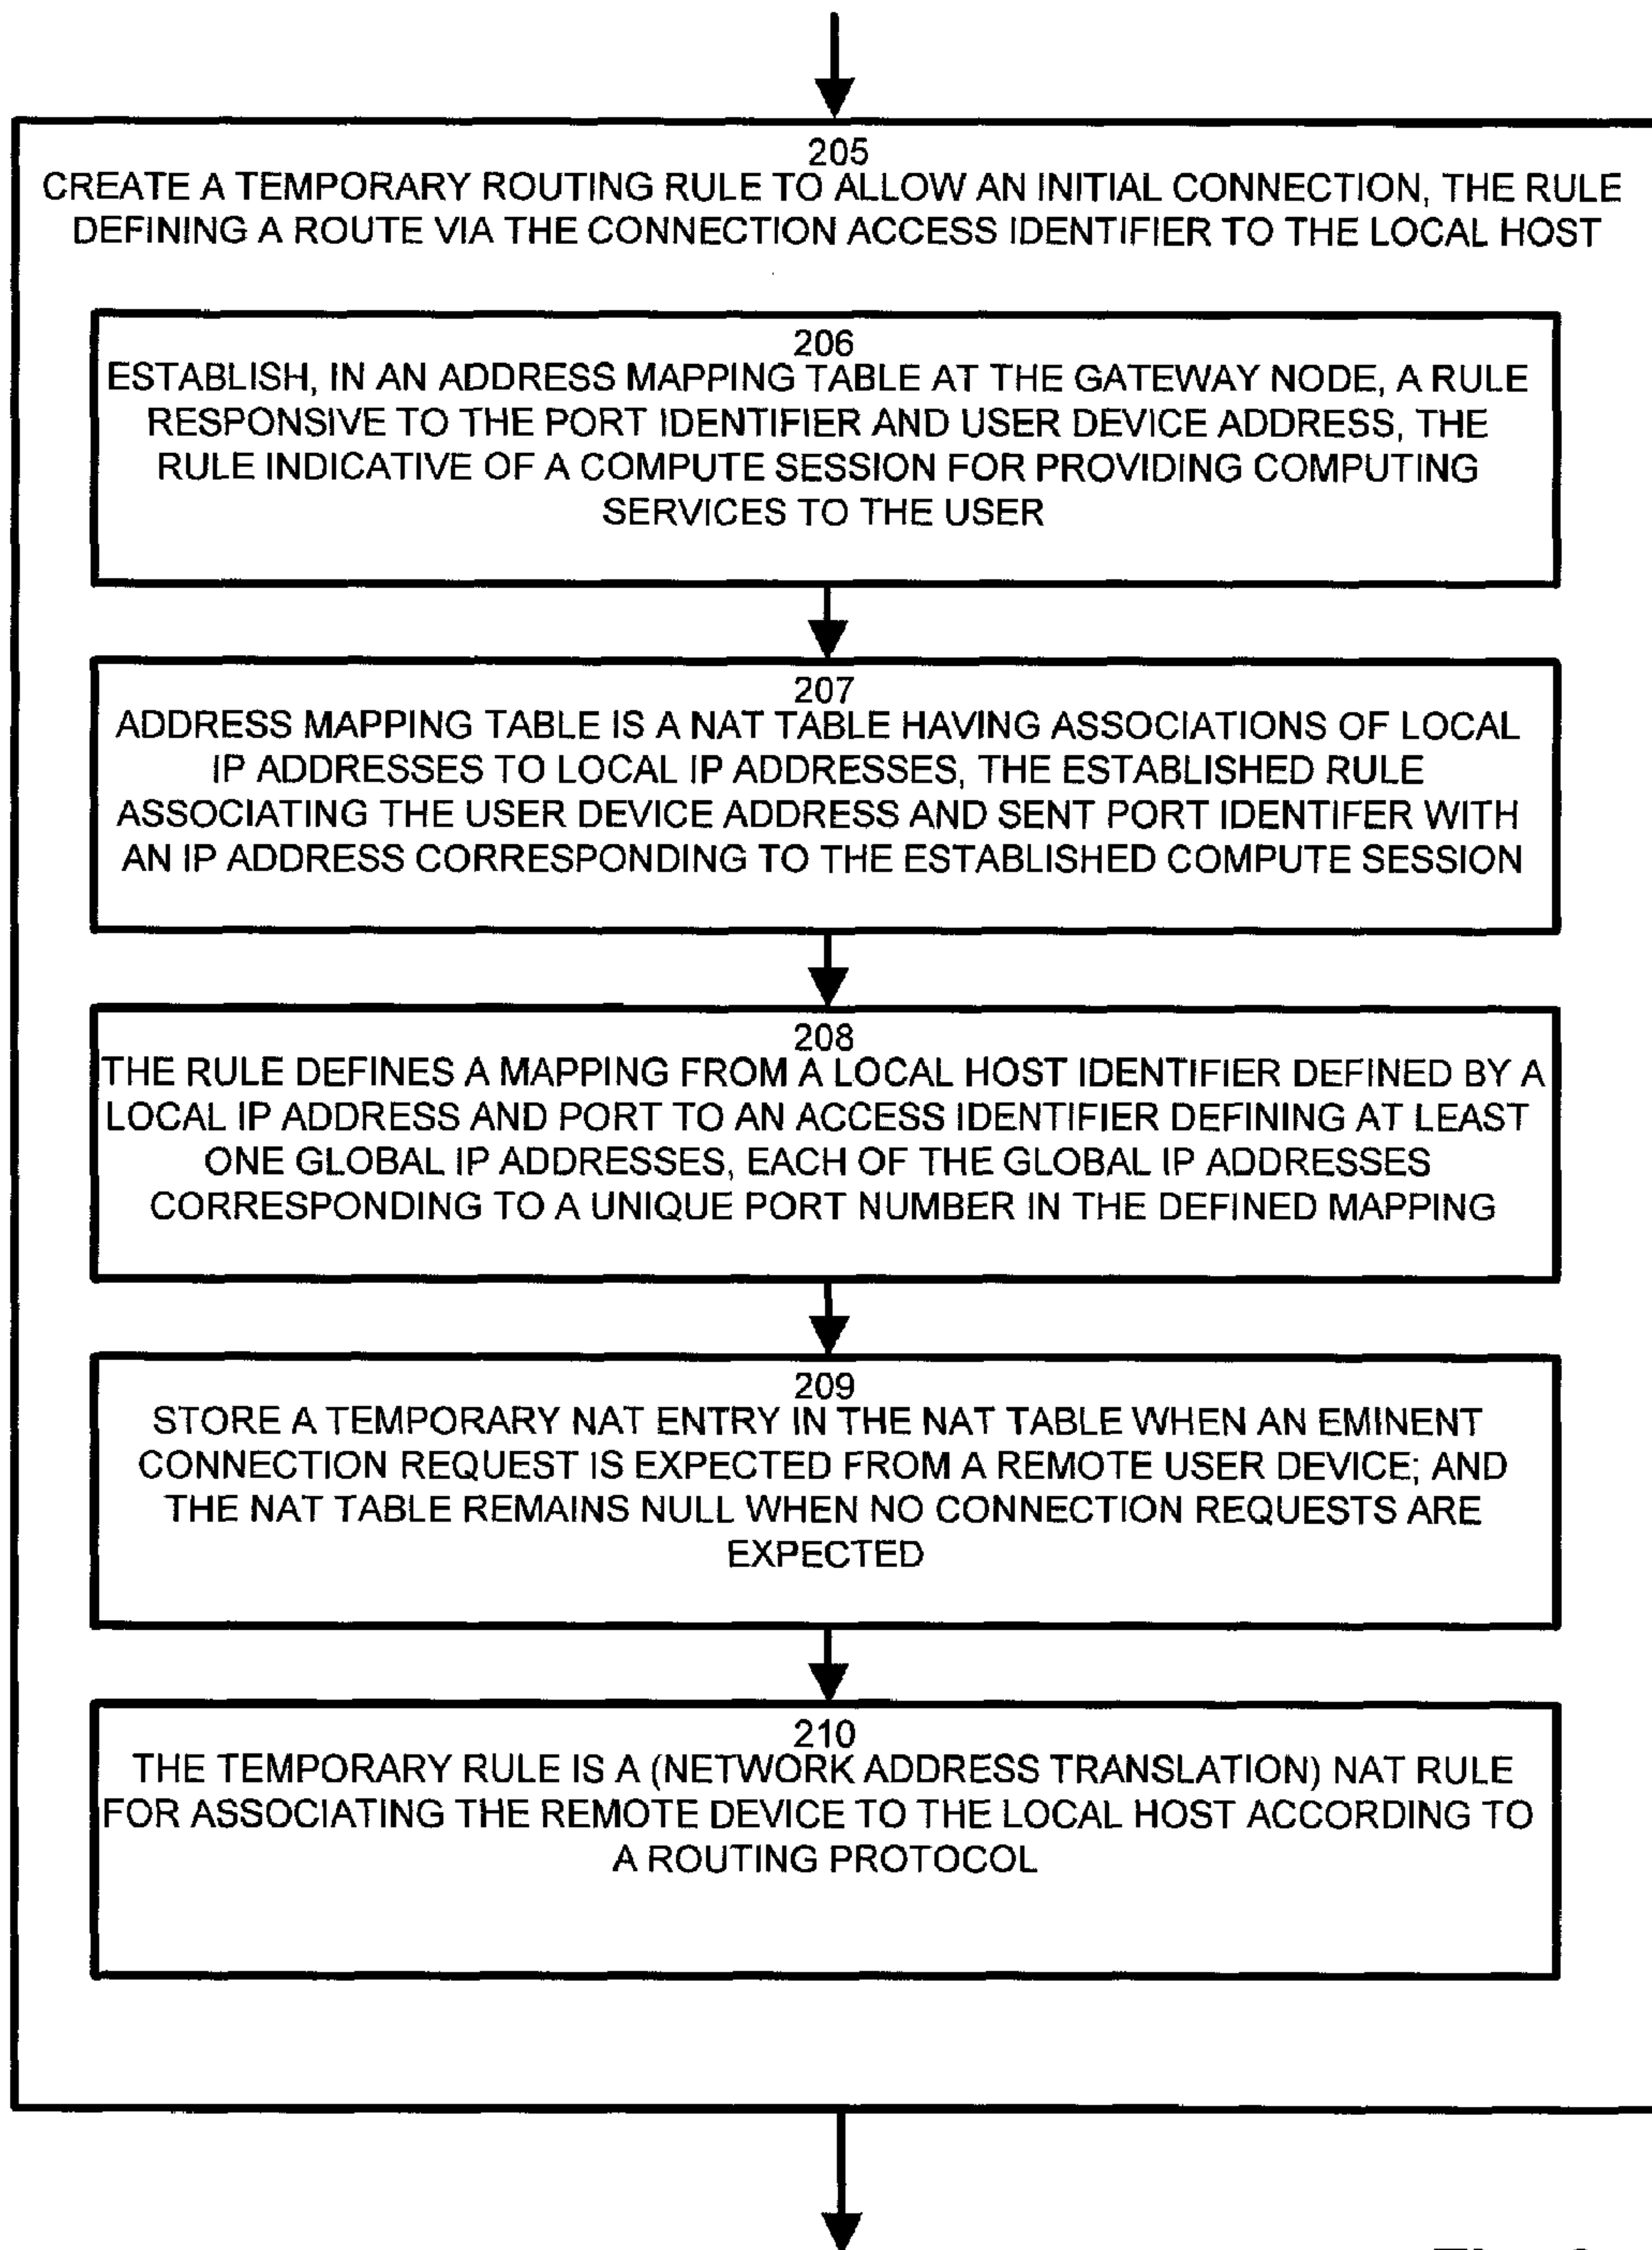 205
CREATE A TEMPORARY ROUTING RULE TO ALLOW AN INITIAL CONNECTION, THE RULE
DEFINING A ROUTE VIA THE CONNECTION ACCESS IDENTIFIER TO THE LOCAL HOST
206
ESTABLISH, IN AN ADDRESS MAPPING TABLE AT THE GATEWAY NODE, A RULE
RESPONSIVE TO THE PORT IDENTIFIER AND USER DEVICE ADDRESS, THE
RULE INDICATIVE OF A COMPUTE SESSION FOR PROVIDING COMPUTING
SERVICES TO THE USER
207
ADDRESS MAPPING TABLE IS A NAT TABLE HAVING ASSOCIATIONS OF LOCAL
IP ADDRESSES TO LOCAL IP ADDRESSES, THE ESTABLISHED RULE
ASSOCIATING THE USER DEVICE ADDRESS AND SENT PORT IDENTIFER WITH
AN IP ADDRESS CORRESPONDING TO THE ESTABLISHED COMPUTE SESSION
208
THE RULE DEFINES A MAPPING FROM A LOCAL HOST IDENTIFIER DEFINED BY A
LOCAL IP ADDRESS AND PORT TO AN ACCESS IDENTIFIER DEFINING AT LEAST
ONE GLOBAL IP ADDRESSES, EACH OF THE GLOBAL IP ADDRESSES
CORRESPONDING TO A UNIQUE PORT NUMBER IN THE DEFINED MAPPING
209
STORE A TEMPORARY NAT ENTRY IN THE NAT TABLE WHEN AN EMINENT
CONNECTION REQUEST IS EXPECTED FROM A REMOTE USER DEVICE; AND
THE NAT TABLE REMAINS NULL WHEN NO CONNECTION REQUESTS ARE
EXPECTED
210
THE TEMPORARY RULE IS A (NETWORK ADDRESS TRANSLATION) NAT RULE
FOR ASSOCIATING THE REMOTE DEVICE TO THE LOCAL HOST ACCORDING TO
A ROUTING PROTOCOL